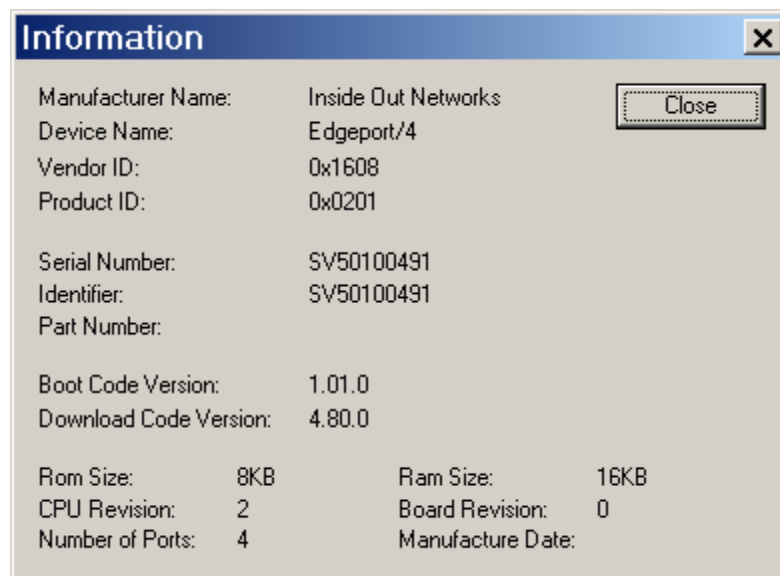 Information
Manufacturer Name: Inside Out Networks
Close
Device Name: Edgeport/4
Vendor ID: 0x1608
Product ID: 0x0201
Serial Number: SV50100491
Identifier: SV50100491
Part Number:
Boot Code Version: 1.01.0
Download Code Version: 4.80.0
Rom Size: 8KB Ram Size: 16KB
CPU Revision: 2 Board Revision: 0
Number of Ports: 4 Manufacture Date: